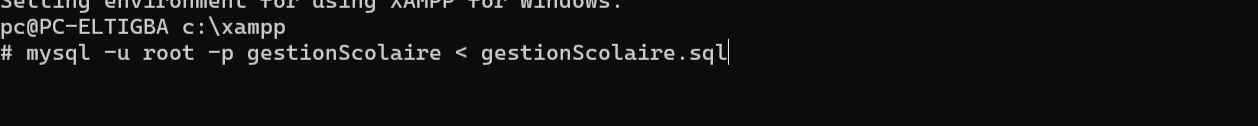 Setting environment for using XAMPP for Windows.
pc@PC-ELTIGBA c:\xampp
# mysql -u root -p gestionScolaire < gestionScolaire.sql